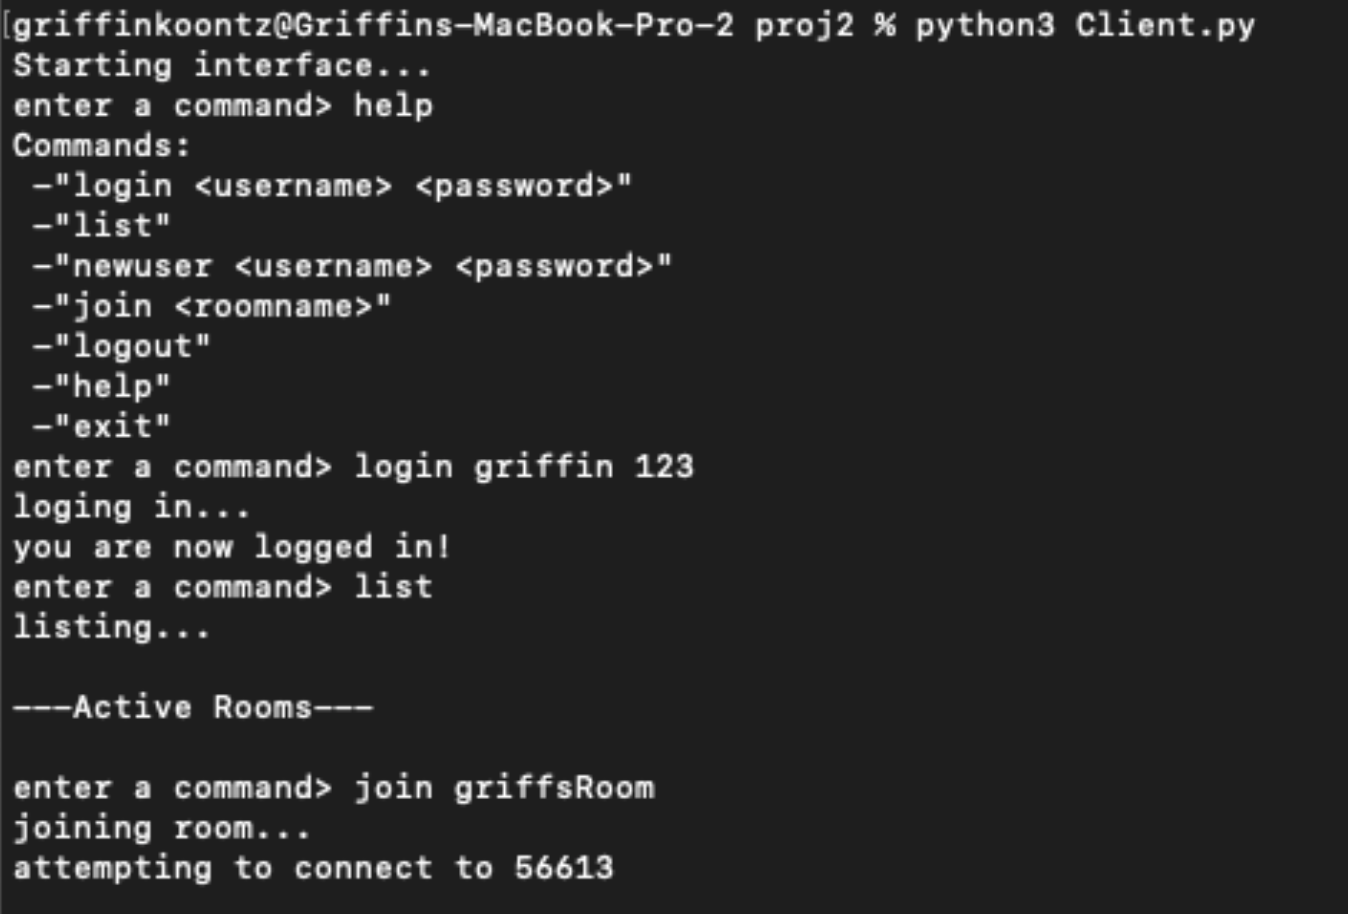 [griffinkoontz@Griffins-MacBook-Pro-2 proj2 % python3 Client.py
Starting interface...
enter a command> help
Commands:
 -"login <username> <password>"
 -"list"
 -"newuser <username> <password>"
 -"join <roomname>"
 -"logout"
 -"help"
 -"exit"
enter a command> login griffin 123
loging in...
you are now logged in!
enter a command> list
listing...
---Active Rooms---
enter a command> join griffsRoom
joining room...
attempting to connect to 56613